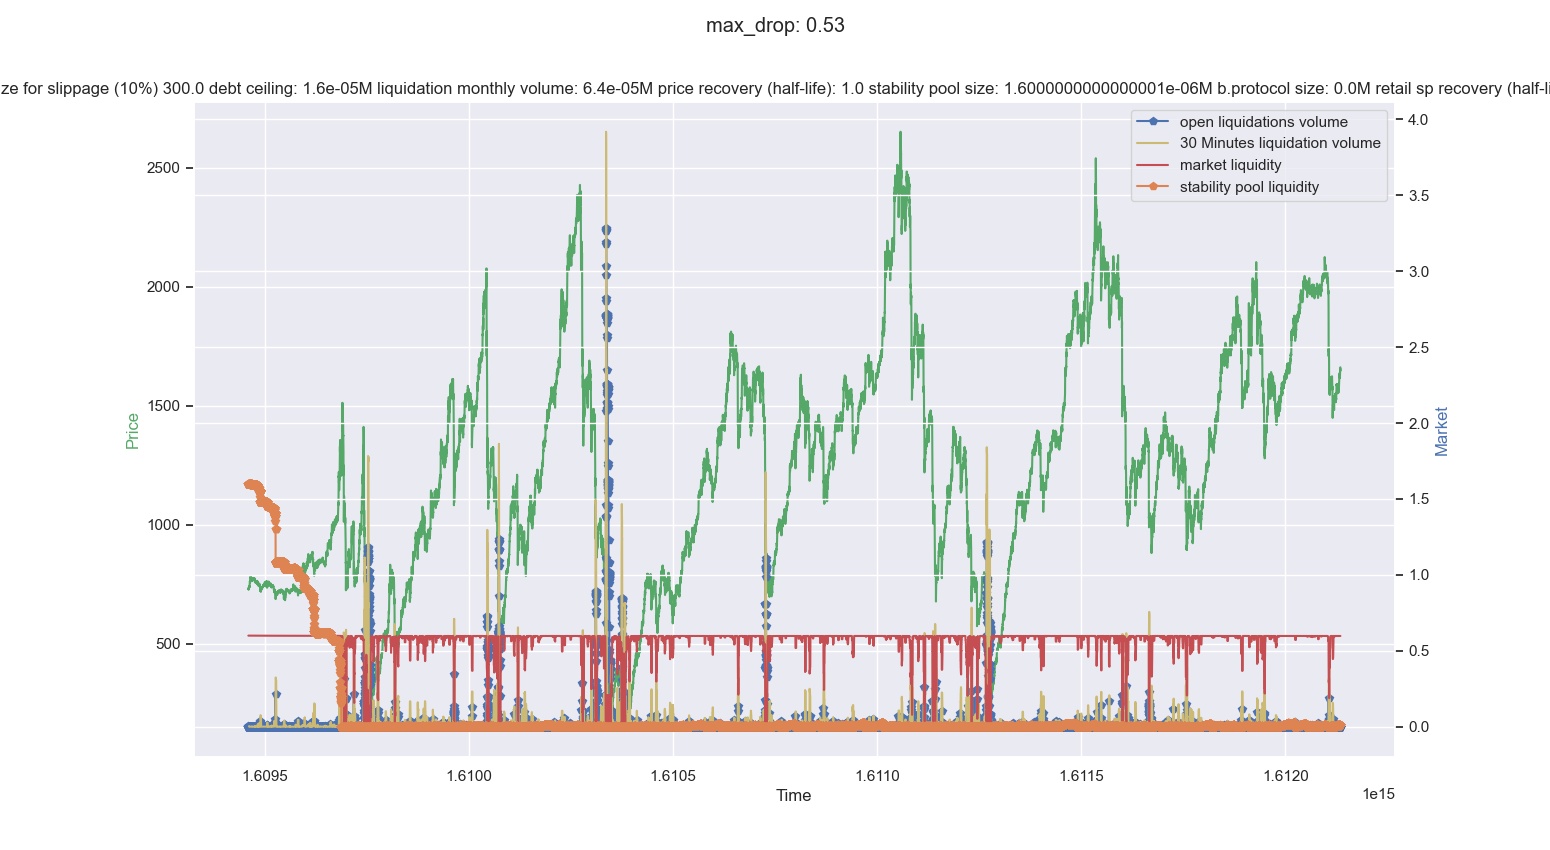 max_drop: 0.53
ze for slippage (10%) 300.0 debt ceiling: 1.6e-05M liquidation monthly volume: 6.4e-05M price recovery (half-life): 1.0 stability pool size: 1.6000000000000001e-06M b.protocol size: 0.0M retail sp recovery (half-li
open liquidations volume
30 Minutes liquidation volume
market liquidity
stability pool liquidity
Price
2500
2000
1500
1000
500
4.0
3.5
3.0
2.5
2.0
1.5
1.0
0.5
0.0
Market
1.6095 1.6100 1.6105 1.6110 1.6115 1.6120
1e15
Time